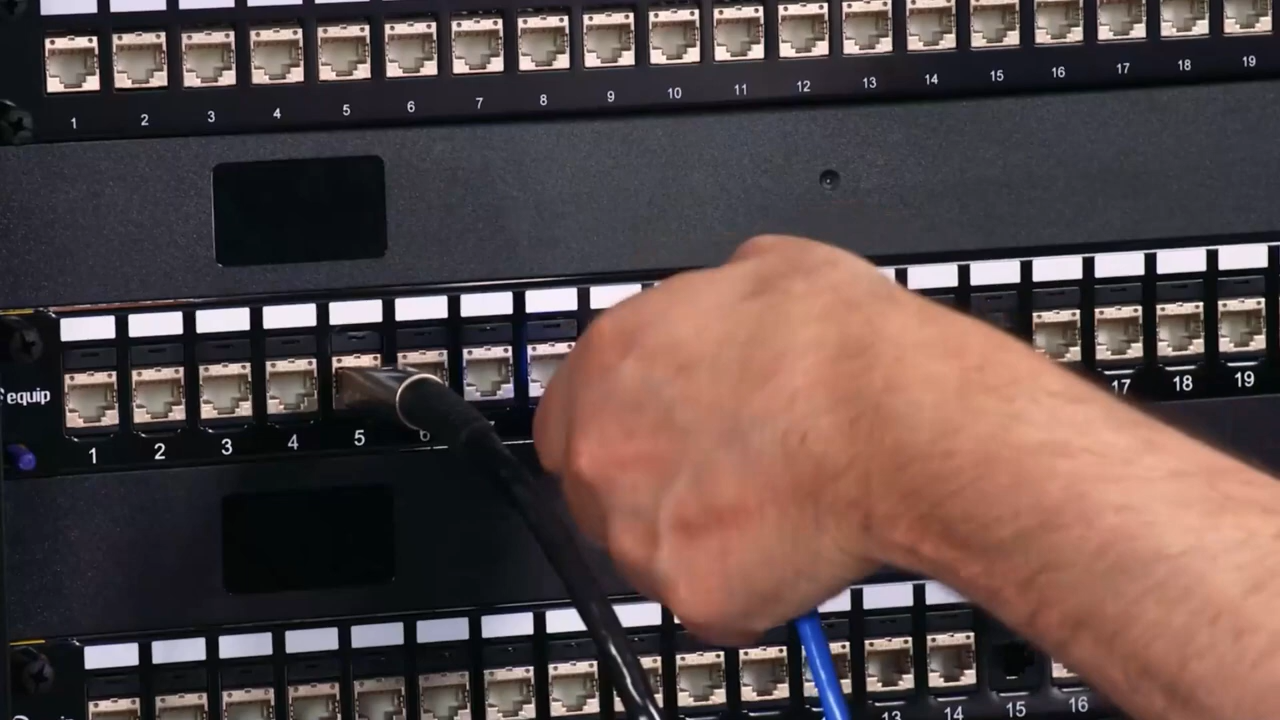 1 2 3 4 5 6 7 8 9 10 11 12 13 14 15 16 17 18 19
equip
1 2 3 4 5 6 17 18 19
13 14 15 16